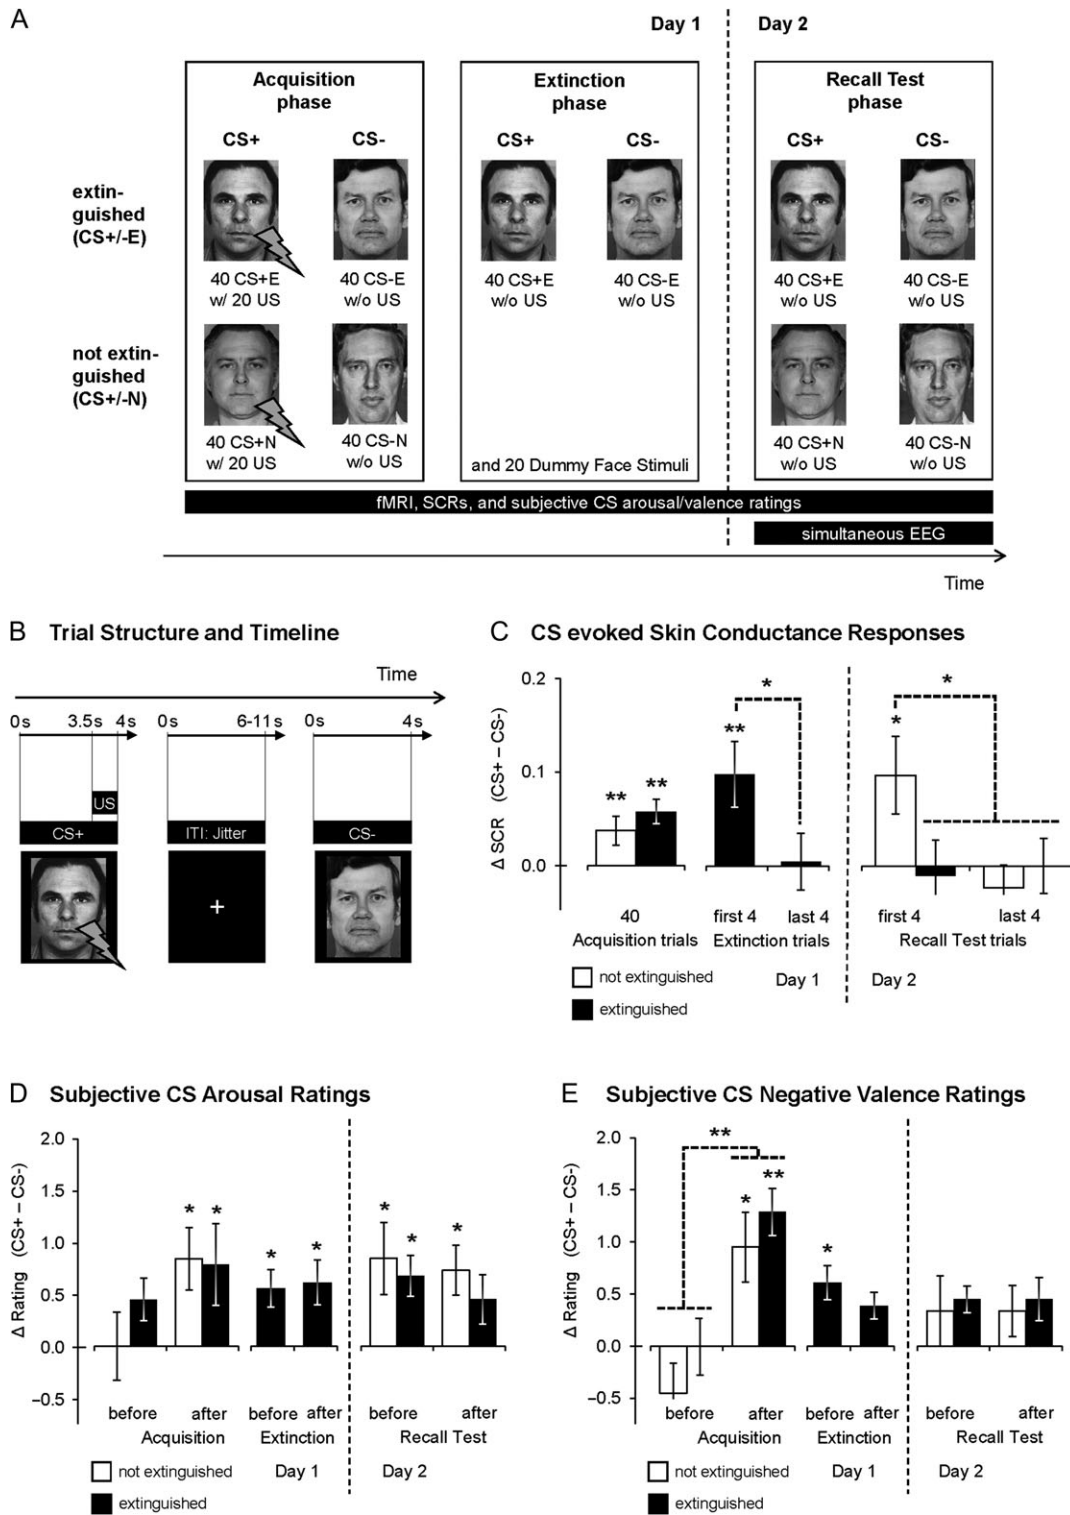 A
Day 1
Day 2
Acquisition
phase
Extinction
phase
Recall Test
phase
CS+
CS-
CS+
CS-
CS+
CS-
extin-
guished
(CS+/-E)
40 CS+E
w/ 20 US
40 CS-E
w/o US
40 CS+E
w/o US
40 CS-E
w/o US
40 CS+E
w/o US
40 CS-E
w/o US
not extin-
guished
(CS+/-N)
40 CS+N
w/ 20 US
40 CS-N
w/o US
and 20 Dummy Face Stimuli
40 CS+N
w/o US
40 CS-N
w/o US
fMRI, SCRs, and subjective CS arousal/valence ratings
simultaneous EEG
Time
B Trial Structure and Timeline
Time
0s 3.5s 4s
0s 6-11s
0s 4s
US
CS+
ITI: Jitter
CS-
+
C CS evoked Skin Conductance Responses
Δ SCR (CS+ – CS-)
0.2
0.1
0.0
** ** ** * * *
40
Acquisition trials
first 4 last 4
Extinction trials
first 4 last 4
Recall Test trials
not extinguished
extinguished
Day 1
Day 2
D Subjective CS Arousal Ratings
Δ Rating (CS+ – CS-)
2.0
1.5
1.0
0.5
0.0
–0.5
* * * * * * *
before after
Acquisition
before after
Extinction
before after
Recall Test
not extinguished
extinguished
Day 1
Day 2
E Subjective CS Negative Valence Ratings
Δ Rating (CS+ – CS-)
2.0
1.5
1.0
0.5
0.0
–0.5
** * ** *
before after
Acquisition
before after
Extinction
before after
Recall Test
not extinguished
extinguished
Day 1
Day 2